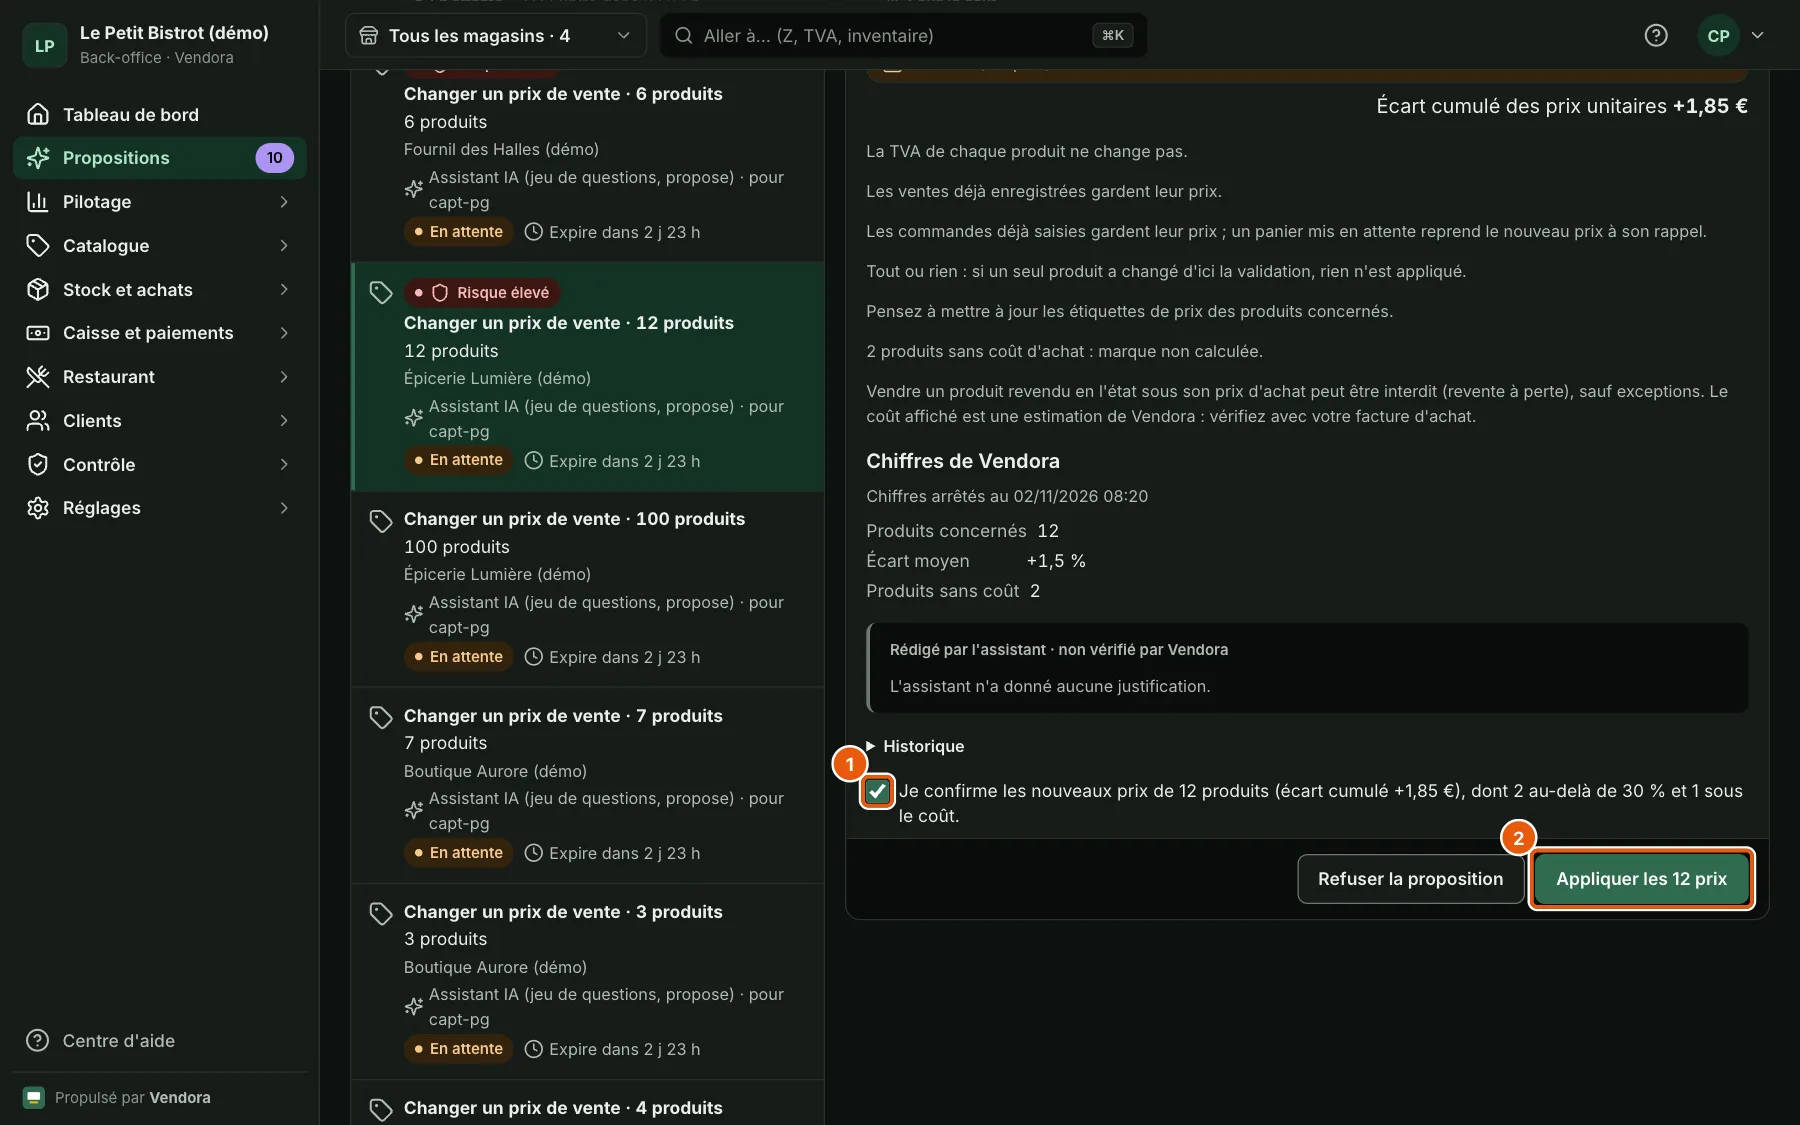 LP
Le Petit Bistrot (démo)
Back-office · Vendora
Tous les magasins · 4
Aller à... (Z, TVA, inventaire)
⌘K
CP
Tableau de bord
Propositions
10
Pilotage
Catalogue
Stock et achats
Caisse et paiements
Restaurant
Clients
Contrôle
Réglages
Centre d'aide
Propulsé par Vendora
Changer un prix de vente · 6 produits
6 produits
Fournil des Halles (démo)
Assistant IA (jeu de questions, propose) · pour
capt-pg
En attente
Expire dans 2 j 23 h
Risque élevé
Changer un prix de vente · 12 produits
12 produits
Épicerie Lumière (démo)
Assistant IA (jeu de questions, propose) · pour
capt-pg
En attente
Expire dans 2 j 23 h
Changer un prix de vente · 100 produits
100 produits
Épicerie Lumière (démo)
Assistant IA (jeu de questions, propose) · pour
capt-pg
En attente
Expire dans 2 j 23 h
Changer un prix de vente · 7 produits
7 produits
Boutique Aurore (démo)
Assistant IA (jeu de questions, propose) · pour
capt-pg
En attente
Expire dans 2 j 23 h
Changer un prix de vente · 3 produits
3 produits
Boutique Aurore (démo)
Assistant IA (jeu de questions, propose) · pour
capt-pg
En attente
Expire dans 2 j 23 h
Changer un prix de vente · 4 produits
Écart cumulé des prix unitaires +1,85 €
La TVA de chaque produit ne change pas.
Les ventes déjà enregistrées gardent leur prix.
Les commandes déjà saisies gardent leur prix ; un panier mis en attente reprend le nouveau prix à son rappel.
Tout ou rien : si un seul produit a changé d'ici la validation, rien n'est appliqué.
Pensez à mettre à jour les étiquettes de prix des produits concernés.
2 produits sans coût d'achat : marque non calculée.
Vendre un produit revendu en l'état sous son prix d'achat peut être interdit (revente à perte), sauf exceptions. Le
coût affiché est une estimation de Vendora : vérifiez avec votre facture d'achat.
Chiffres de Vendora
Chiffres arrêtés au 02/11/2026 08:20
Produits concernés 12
Écart moyen +1,5 %
Produits sans coût 2
Rédigé par l'assistant · non vérifié par Vendora
L'assistant n'a donné aucune justification.
Historique
1
Je confirme les nouveaux prix de 12 produits (écart cumulé +1,85 €), dont 2 au-delà de 30 % et 1 sous
le coût.
2
Refuser la proposition
Appliquer les 12 prix